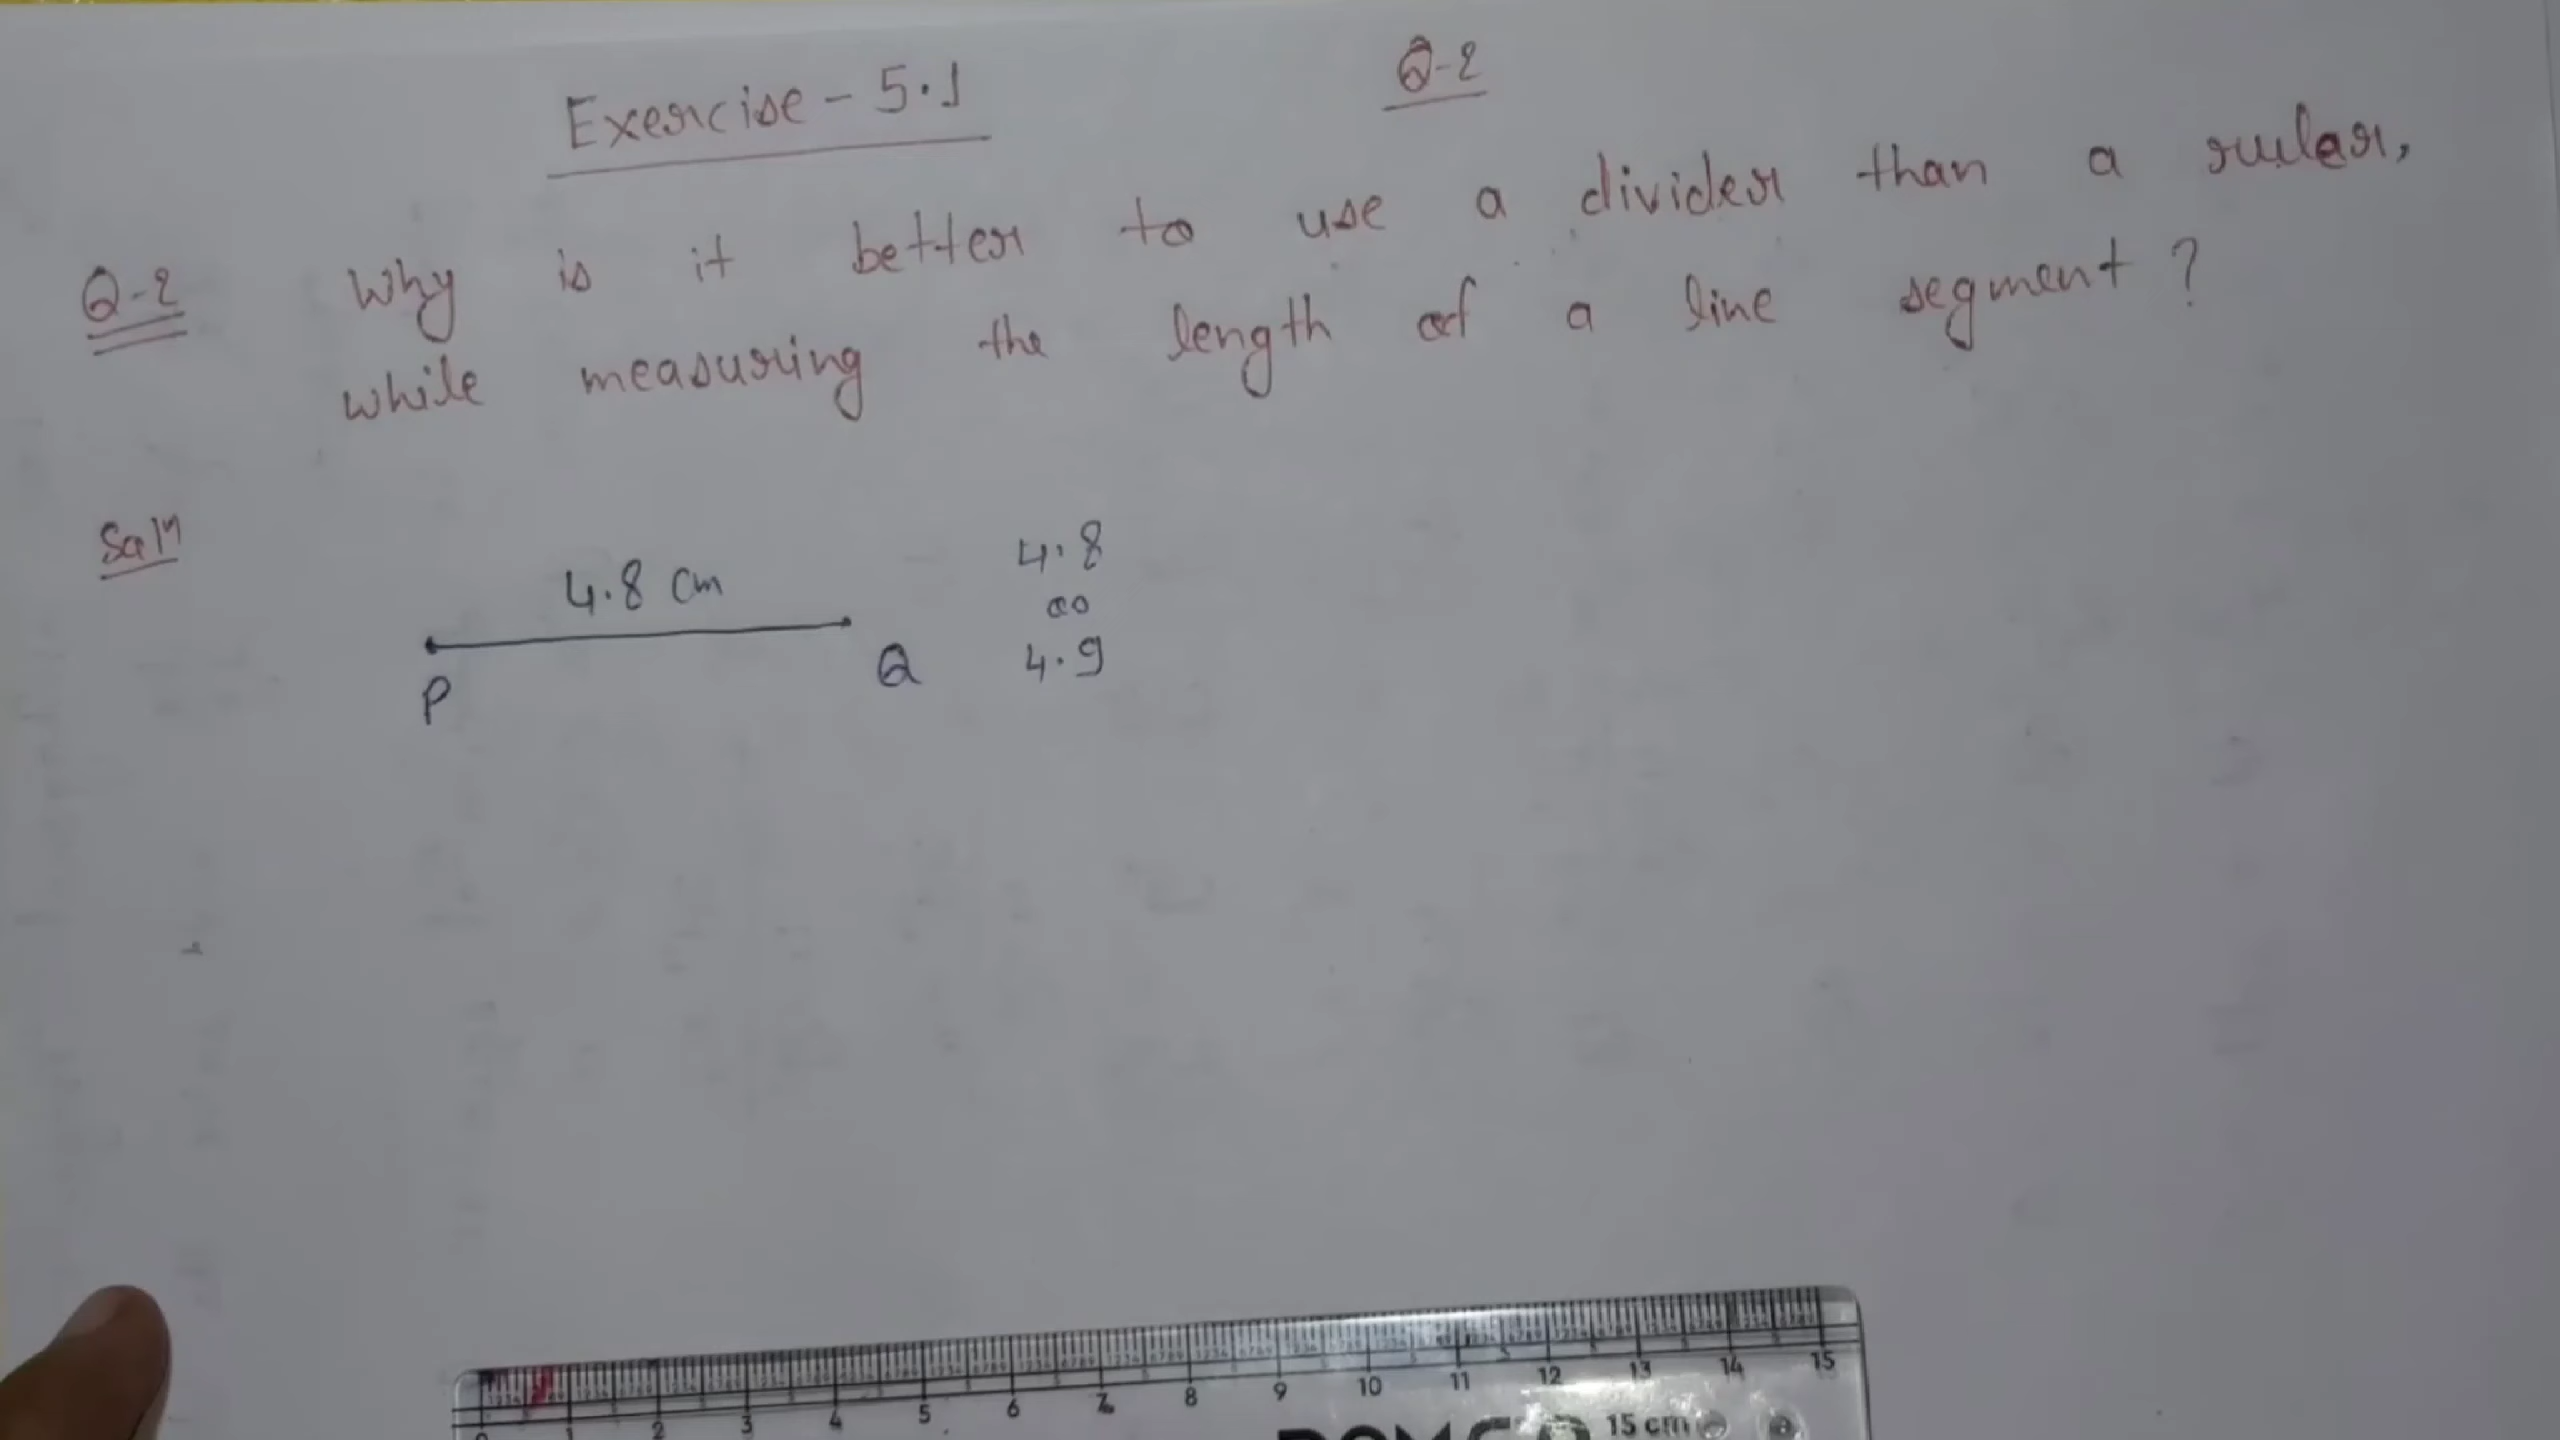 Exercise - 5.1
Q-2
Q-2 Why is it better to use a divider than a ruler,
while measuring the length of a line segment?
Soln
4.8 cm
P Q
4.8
4.9
1 2 3 4 5 6 7 8 9 10 11 12 13 14 15
15 cm